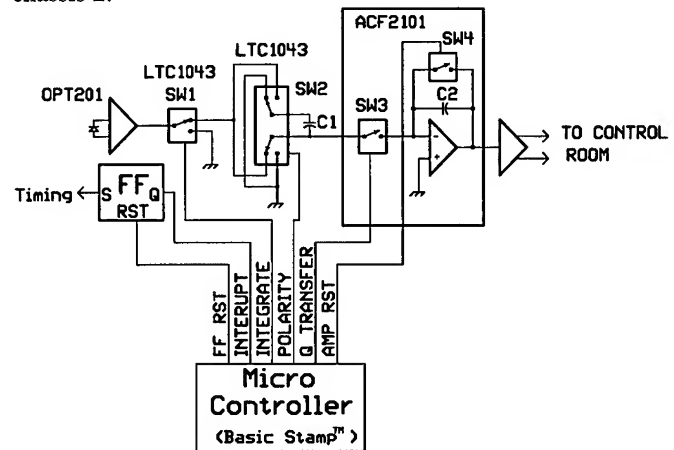 ACF2101
LTC1043
SW4
LTC1043
SW1
OPT201
SW2
C1
SW3
C2
TO CONTROL
ROOM
Timing
S FF Q
RST
FF RST
INTERUPT
INTEGRATE
POLARITY
Q TRANSFER
AMP RST
Micro
Controller
(Basic Stamp™)